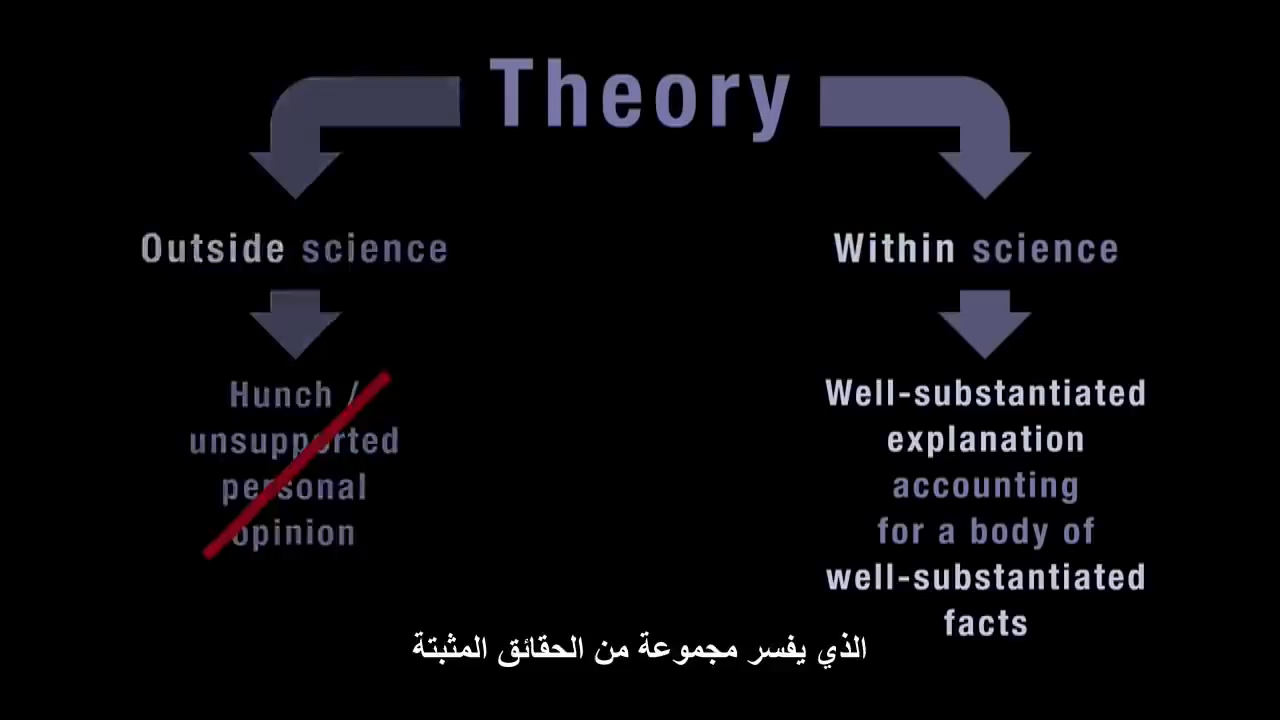 Theory
Outside science
Hunch /
unsupported
personal
opinion
Within science
Well-substantiated
explanation
accounting
for a body of
well-substantiated
facts
الذي يفسر مجموعة من الحقائق المثبتة